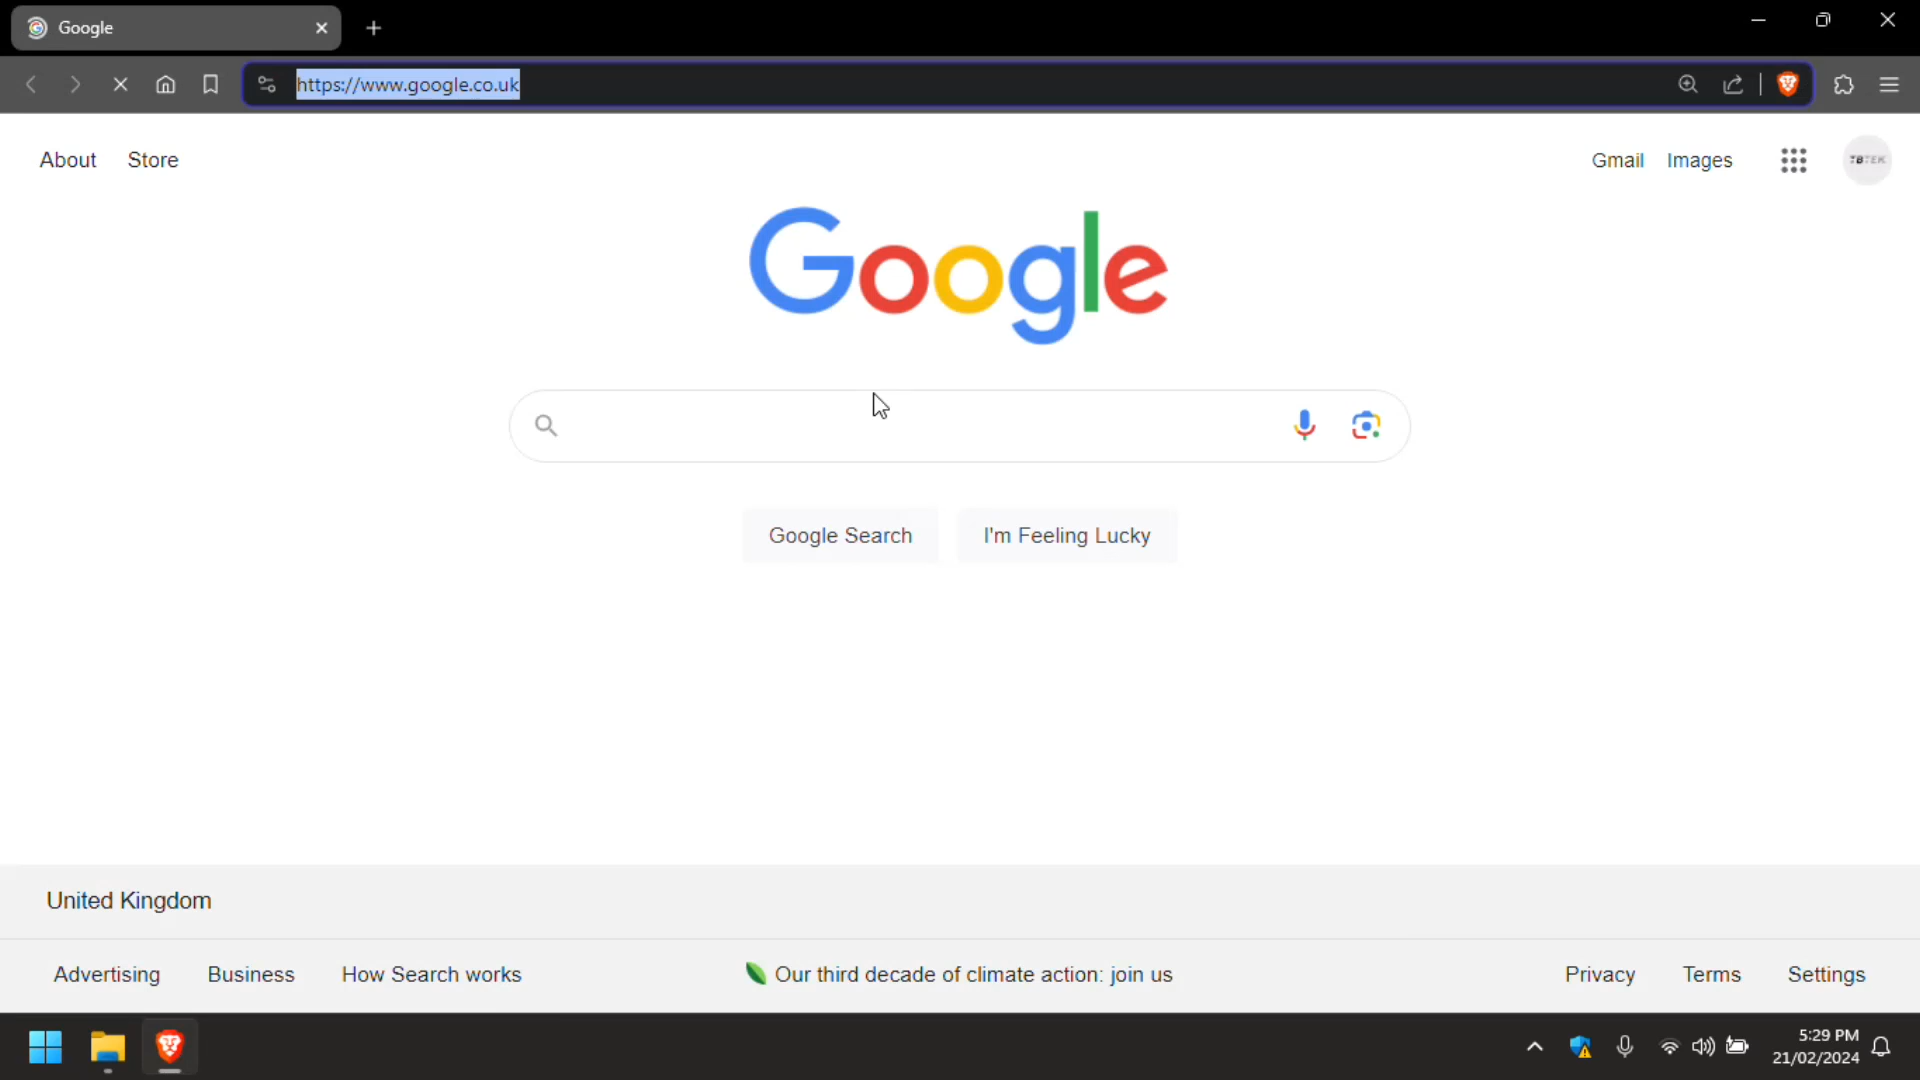 Google
https://www.google.co.uk
About Store
Gmail Images
TBTEK
Google
Google Search I'm Feeling Lucky
United Kingdom
Advertising Business How Search works
Our third decade of climate action: join us
Privacy Terms Settings
5:29 PM
21/02/2024